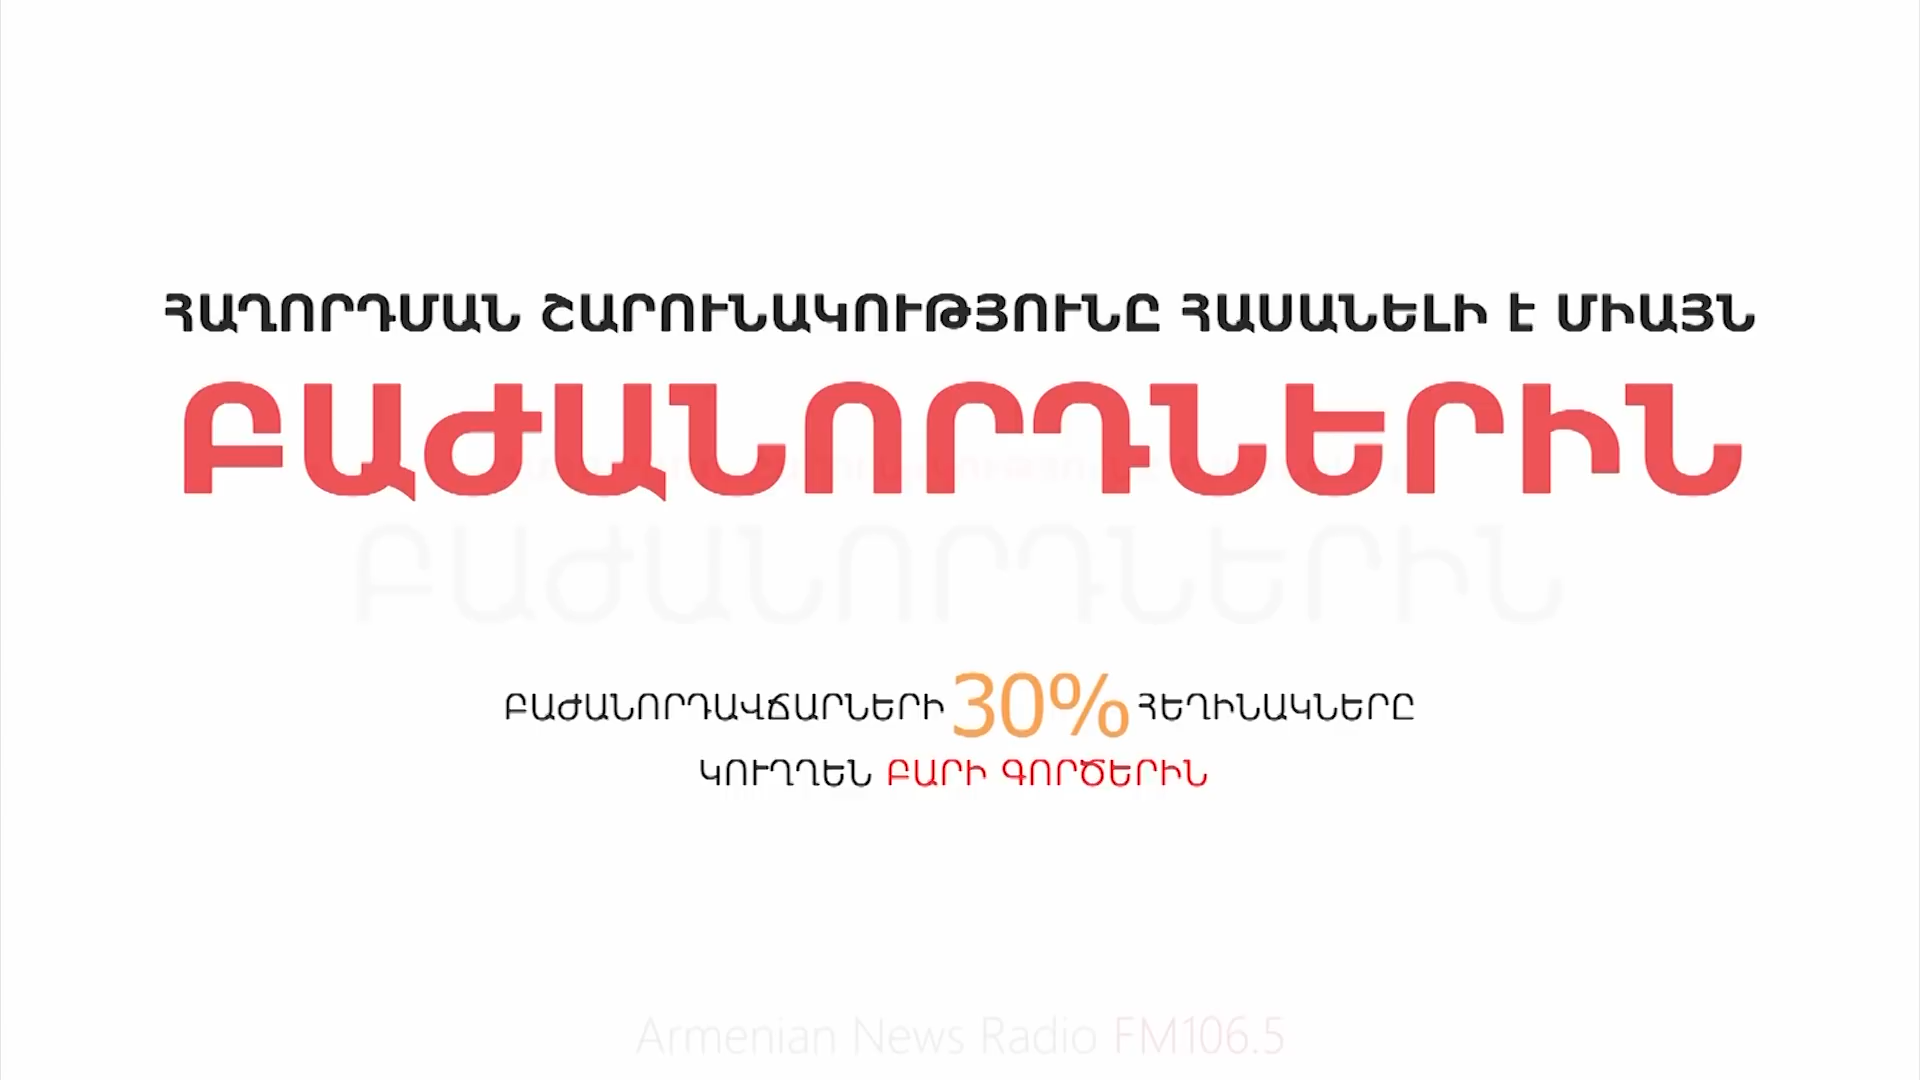 ՀԱՂՈՐԴՄԱՆ ՇԱՐՈՒՆԱԿՈՒԹՅՈՒՆԸ ՀԱՍԱՆԵԼԻ Է ՄԻԱՅՆ
ԲԱԺԱՆՈՐԴՆԵՐԻՆ
ԲԱԺԱՆՈՐԴՆԵՐԻՆ
ԲԱԺԱՆՈՐԴԱՎՃԱՐՆԵՐԻ 30% ՀԵՂԻՆԱԿՆԵՐԸ
ԿՈՒՂՂԵՆ ԲԱՐԻ ԳՈՐԾԵՐԻՆ
Armenian News Radio FM106.5